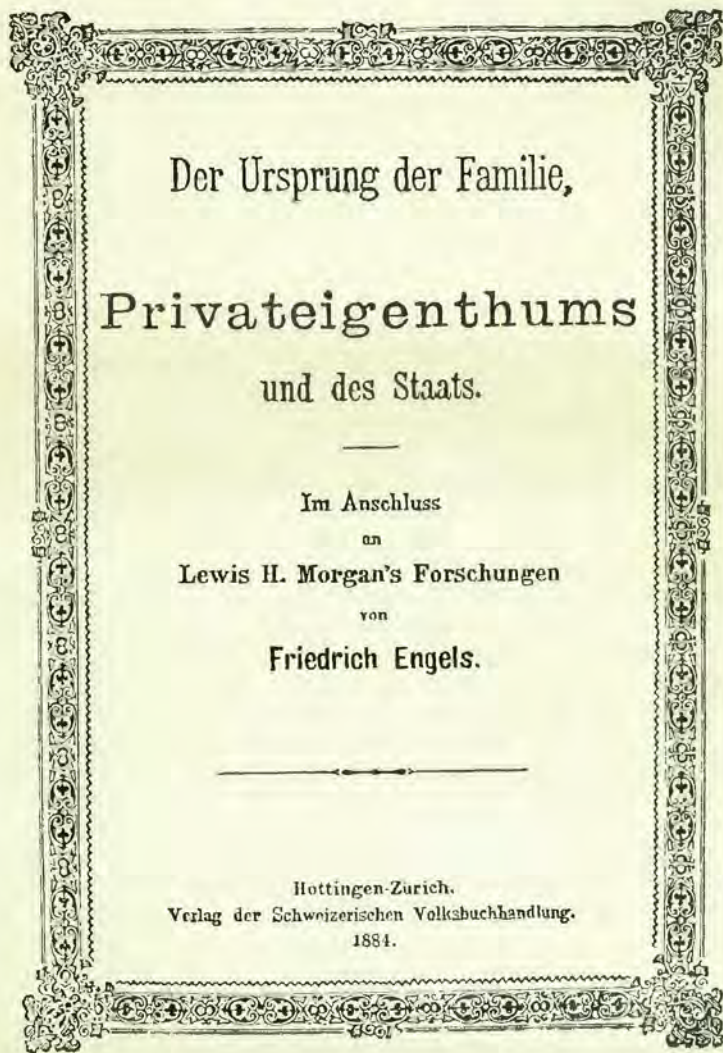 Der Ursprung der Familie,
Privateigenthums
und des Staats.
Im Anschluss
an
Lewis H. Morgan's Forschungen
von
Friedrich Engels.
Hottingen-Zürich.
Verlag der Schweizerischen Volksbuchhandlung.
1884.